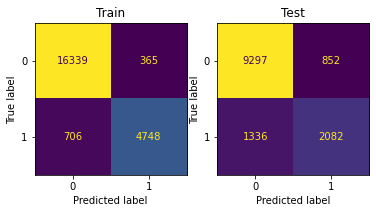 Train
Test
0
16339
365
0
9297
852
True label
True label
1
706
4748
1
1336
2082
0
1
0
1
Predicted label
Predicted label